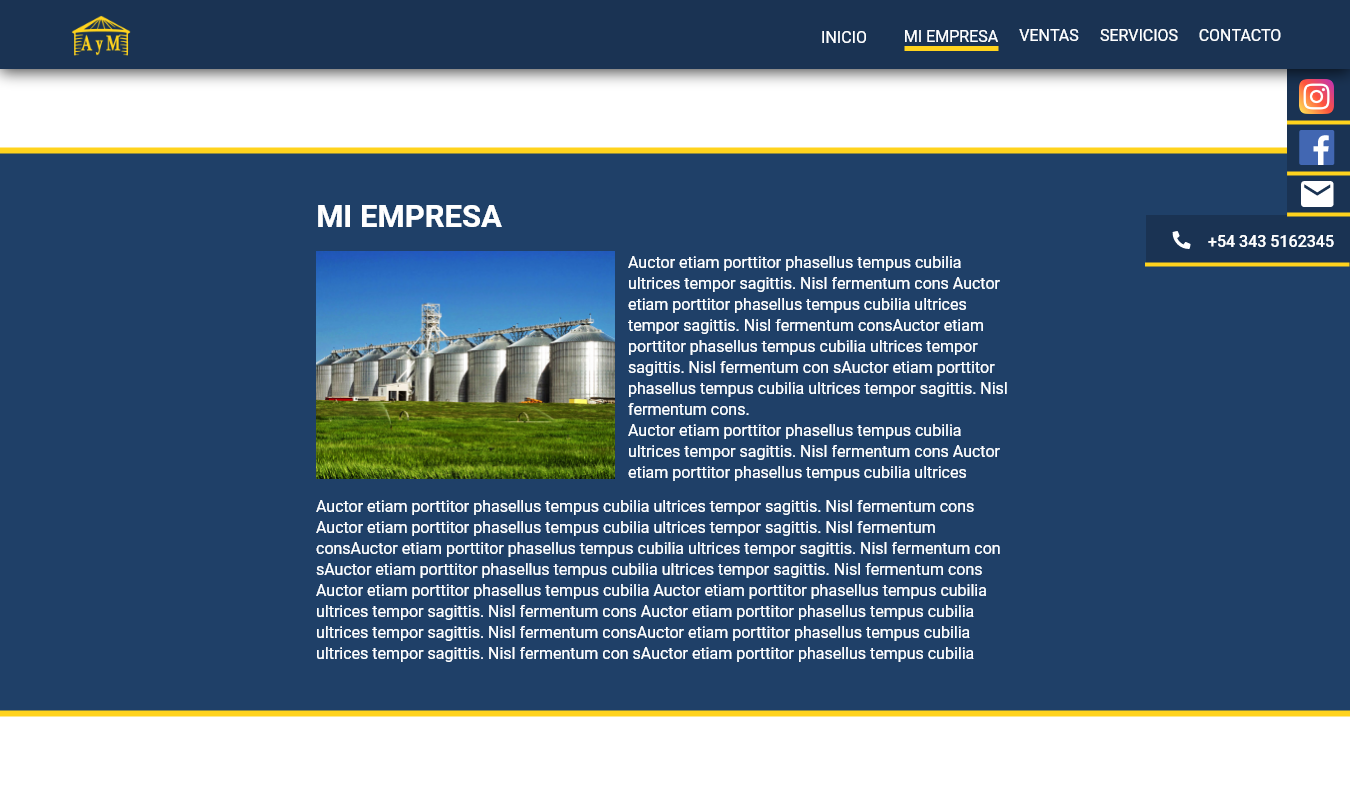 A y M
INICIO
MI EMPRESA
VENTAS
SERVICIOS
CONTACTO
+54 343 5162345
MI EMPRESA
Auctor etiam porttitor phasellus tempus cubilia
ultrices tempor sagittis. Nisl fermentum cons Auctor
etiam porttitor phasellus tempus cubilia ultrices
tempor sagittis. Nisl fermentum consAuctor etiam
porttitor phasellus tempus cubilia ultrices tempor
sagittis. Nisl fermentum con sAuctor etiam porttitor
phasellus tempus cubilia ultrices tempor sagittis. Nisl
fermentum cons.
Auctor etiam porttitor phasellus tempus cubilia
ultrices tempor sagittis. Nisl fermentum cons Auctor
etiam porttitor phasellus tempus cubilia ultrices
Auctor etiam porttitor phasellus tempus cubilia ultrices tempor sagittis. Nisl fermentum cons
Auctor etiam porttitor phasellus tempus cubilia ultrices tempor sagittis. Nisl fermentum
consAuctor etiam porttitor phasellus tempus cubilia ultrices tempor sagittis. Nisl fermentum con
sAuctor etiam porttitor phasellus tempus cubilia ultrices tempor sagittis. Nisl fermentum cons
Auctor etiam porttitor phasellus tempus cubilia Auctor etiam porttitor phasellus tempus cubilia
ultrices tempor sagittis. Nisl fermentum cons Auctor etiam porttitor phasellus tempus cubilia
ultrices tempor sagittis. Nisl fermentum consAuctor etiam porttitor phasellus tempus cubilia
ultrices tempor sagittis. Nisl fermentum con sAuctor etiam porttitor phasellus tempus cubilia